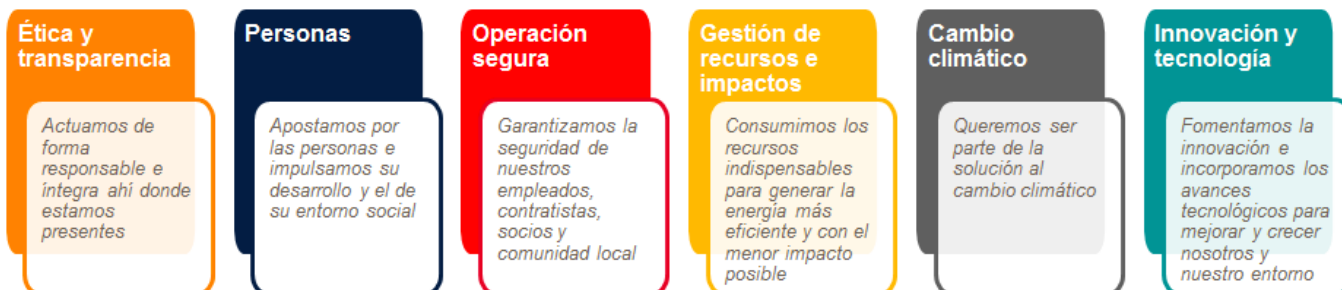 Ética y
transparencia
Actuamos de
forma
responsable e
íntegra ahí donde
estamos
presentes
Personas
Apostamos por
las personas e
impulsamos su
desarrollo y el de
su entorno social
Operación
segura
Garantizamos la
seguridad de
nuestros
empleados,
contratistas,
socios y
comunidad local
Gestión de
recursos e
impactos
Consumimos los
recursos
indispensables
para generar la
energía más
eficiente y con el
menor impacto
posible
Cambio
climático
Queremos ser
parte de la
solución al
cambio climático
Innovación y
tecnología
Fomentamos la
innovación e
incorporamos los
avances
tecnológicos para
mejorar y crecer
nosotros y
nuestro entorno